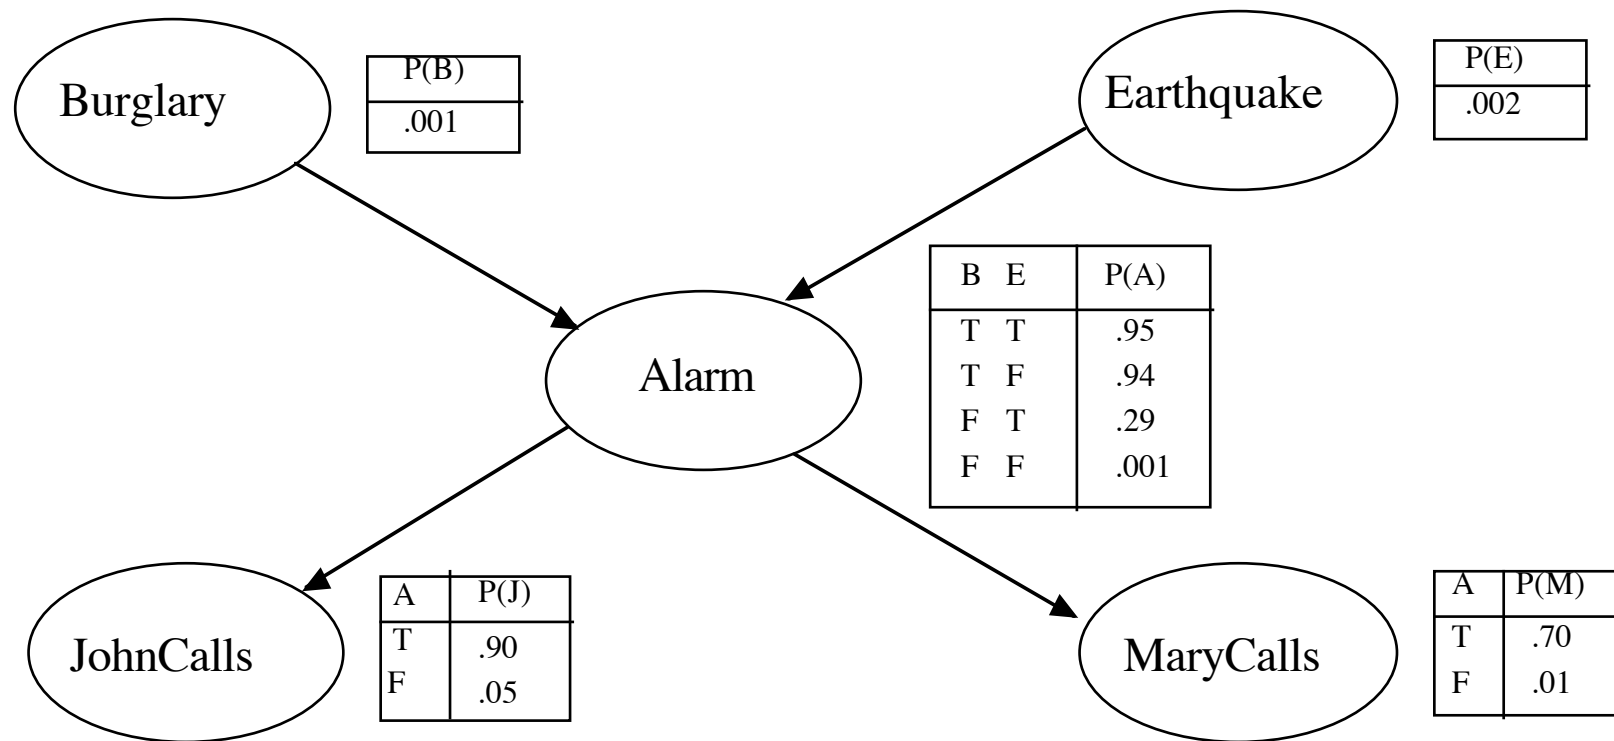 Burglary
P(B)
.001
Earthquake
P(E)
.002
B E P(A)
T T .95
T F .94
F T .29
F F .001
Alarm
JohnCalls
A P(J)
T .90
F .05
MaryCalls
A P(M)
T .70
F .01